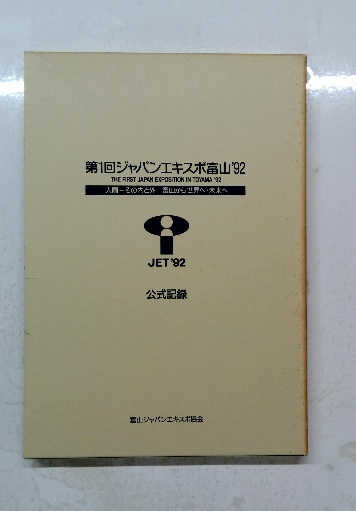 第1回ジャパンエキスポ富山'92
THE FIRST JAPAN EXPOSITION IN TOYAMA '92
人間－その内と外 富山から世界へ・未来へ
JET '92
公式記録
富山ジャパンエキスポ協会